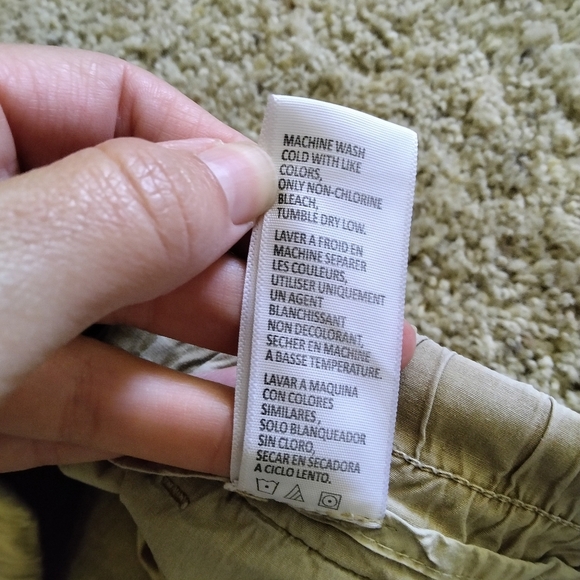 MACHINE WASH
COLD WITH LIKE
COLORS,
ONLY NON-CHLORINE
BLEACH,
TUMBLE DRY LOW.
LAVER A FROID EN
MACHINE SEPARER
LES COULEURS,
UTILISER UNIQUEMENT
UN AGENT
BLANCHISSANT
NON DECOLORANT,
SECHER EN MACHINE
A BASSE TEMPERATURE.
LAVAR A MAQUINA
CON COLORES
SIMILARES,
SOLO BLANQUEADOR
SIN CLORO,
SECAR EN SECADORA
A CICLO LENTO.